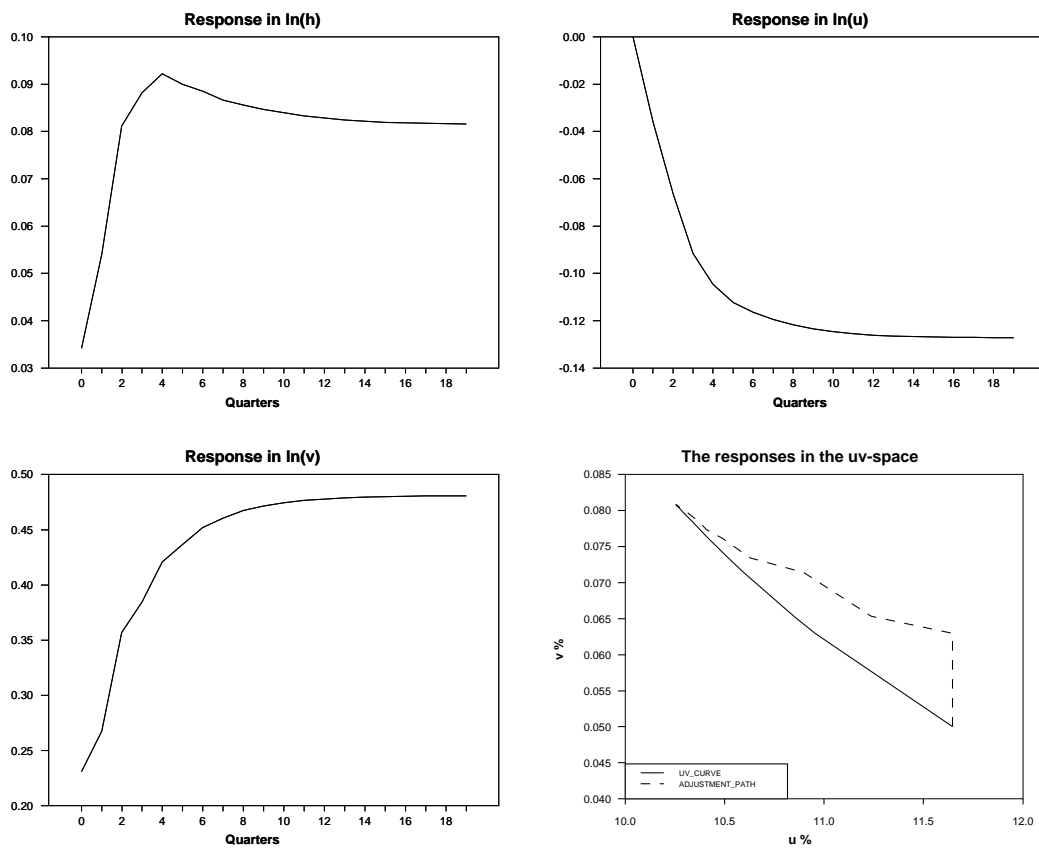 Response in ln(h)
0.10
0.09
0.08
0.07
0.06
0.05
0.04
0.03
0 2 4 6 8 10 12 14 16 18
Quarters
Response in ln(u)
0.00
-0.02
-0.04
-0.06
-0.08
-0.10
-0.12
-0.14
0 2 4 6 8 10 12 14 16 18
Quarters
Response in ln(v)
0.50
0.45
0.40
0.35
0.30
0.25
0.20
0 2 4 6 8 10 12 14 16 18
Quarters
The responses in the uv-space
v %
0.085
0.080
0.075
0.070
0.065
0.060
0.055
0.050
0.045
0.040
UV_CURVE
ADJUSTMENT_PATH
10.0 10.5 11.0 11.5 12.0
u %